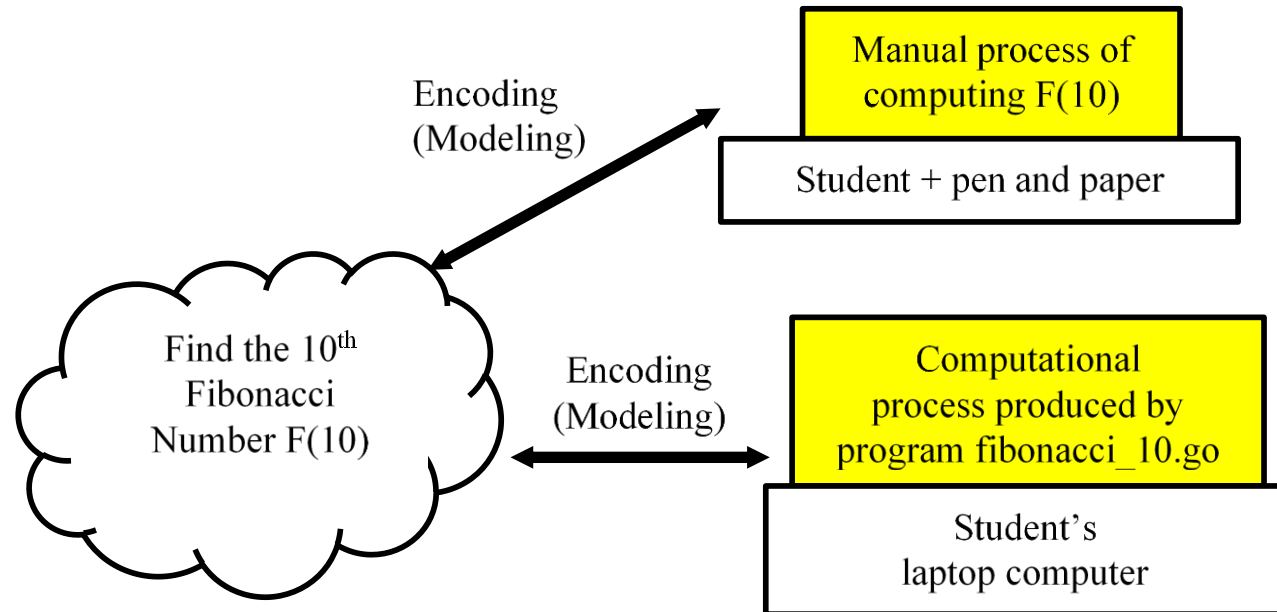 Manual process of
computing F(10)
Student + pen and paper
Encoding
(Modeling)
Find the 10th
Fibonacci
Number F(10)
Encoding
(Modeling)
Computational
process produced by
program fibonacci_10.go
Student’s
laptop computer